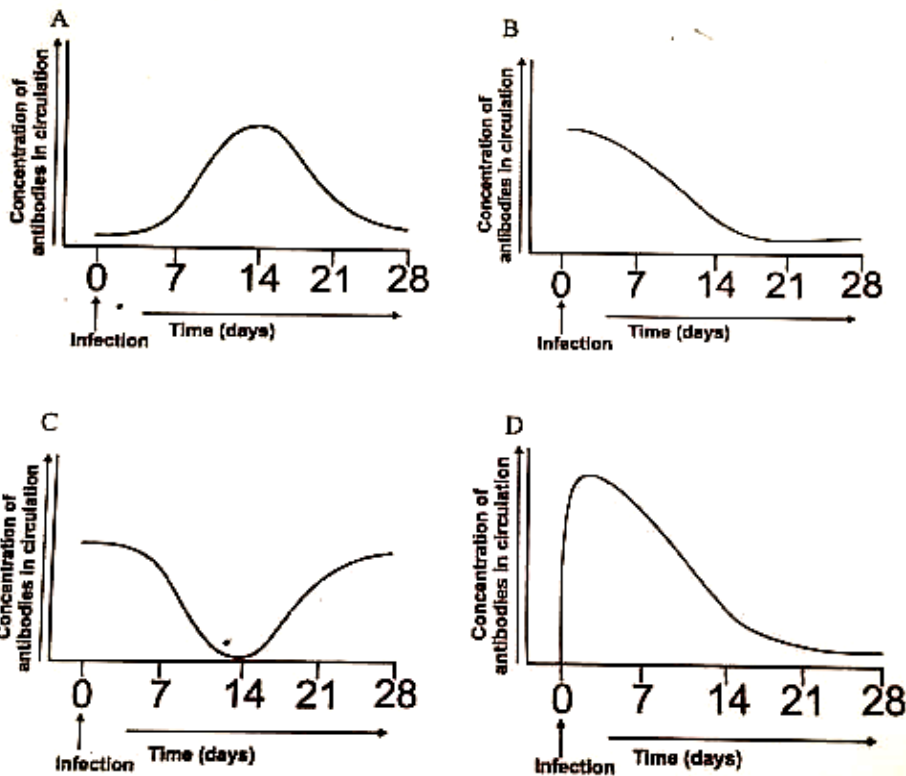 A
Concentration of
antibodies in circulation
0 7 14 21 28
Infection
Time (days)
B
Concentration of
antibodies in circulation
0 7 14 21 28
Infection
Time (days)
C
Concentration of
antibodies in circulation
0 7 14 21 28
Infection
Time (days)
D
Concentration of
antibodies in circulation
0 7 14 21 28
Infection
Time (days)